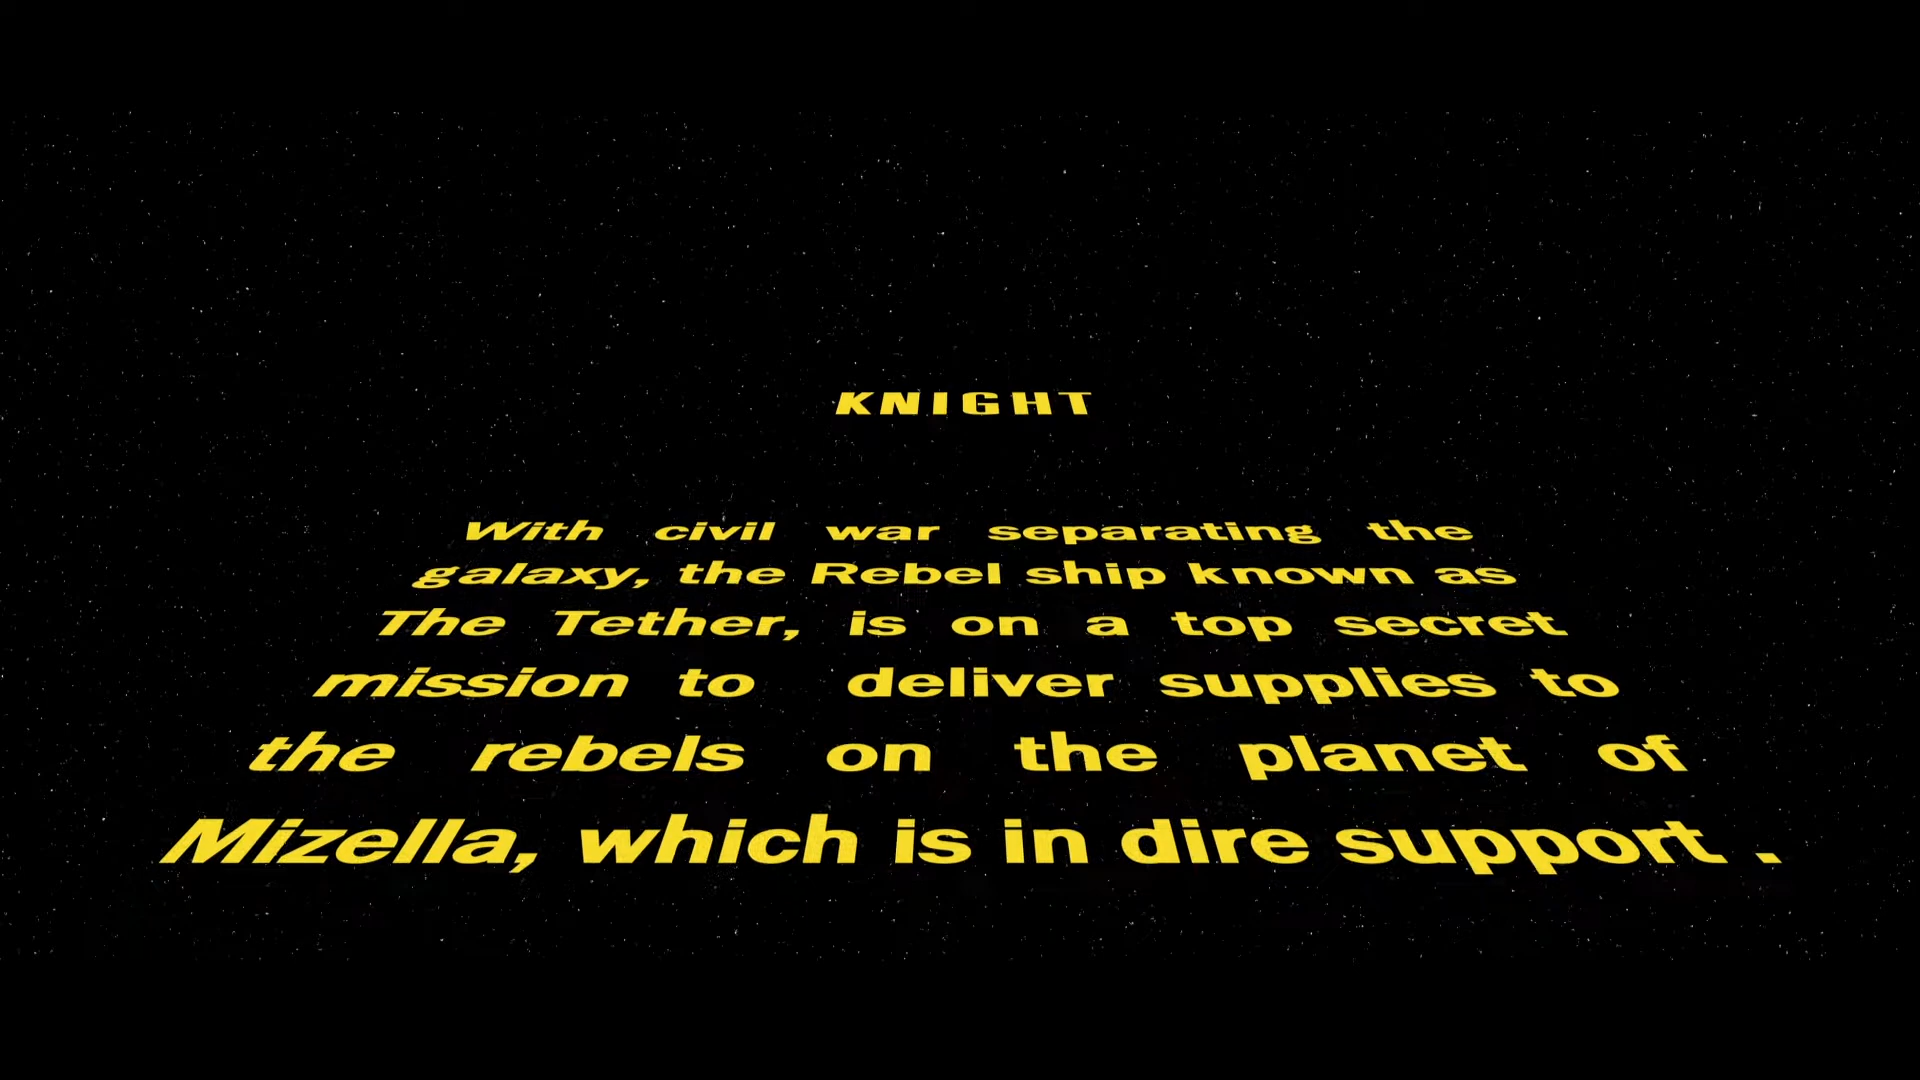 KNIGHT
With civil war separating the
galaxy, the Rebel ship known as
The Tether, is on a top secret
mission to deliver supplies to
the rebels on the planet of
Mizella, which is in dire support .